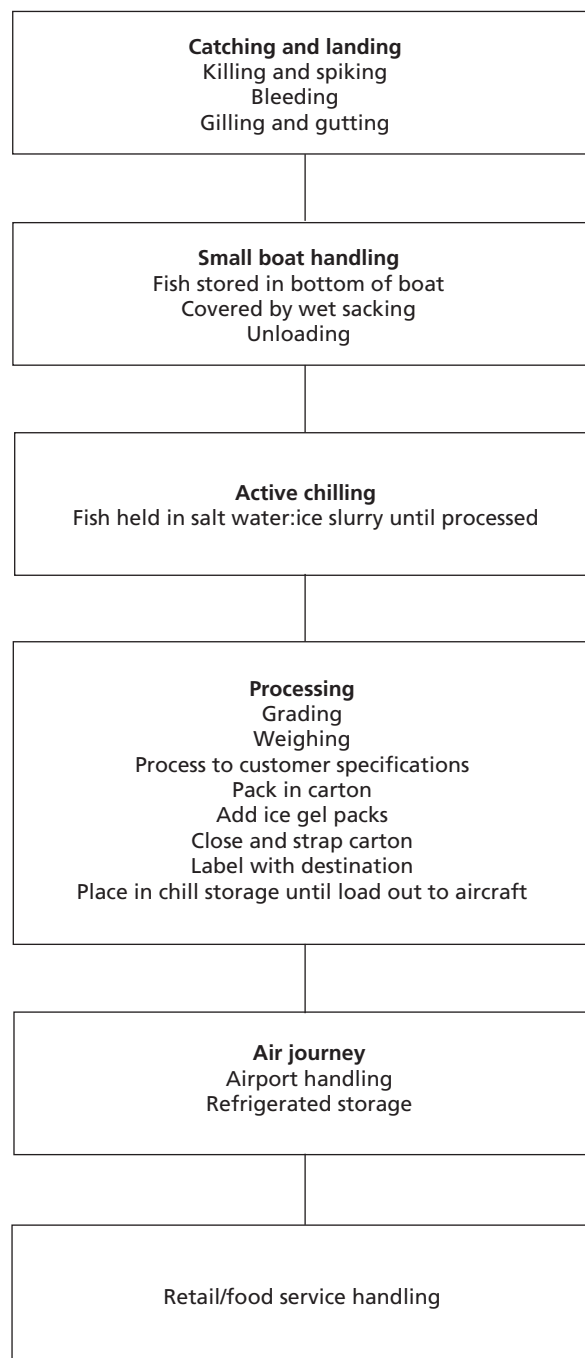 Catching and landing
Killing and spiking
Bleeding
Gilling and gutting
Small boat handling
Fish stored in bottom of boat
Covered by wet sacking
Unloading
Active chilling
Fish held in salt water:ice slurry until processed
Processing
Grading
Weighing
Process to customer specifications
Pack in carton
Add ice gel packs
Close and strap carton
Label with destination
Place in chill storage until load out to aircraft
Air journey
Airport handling
Refrigerated storage
Retail/food service handling